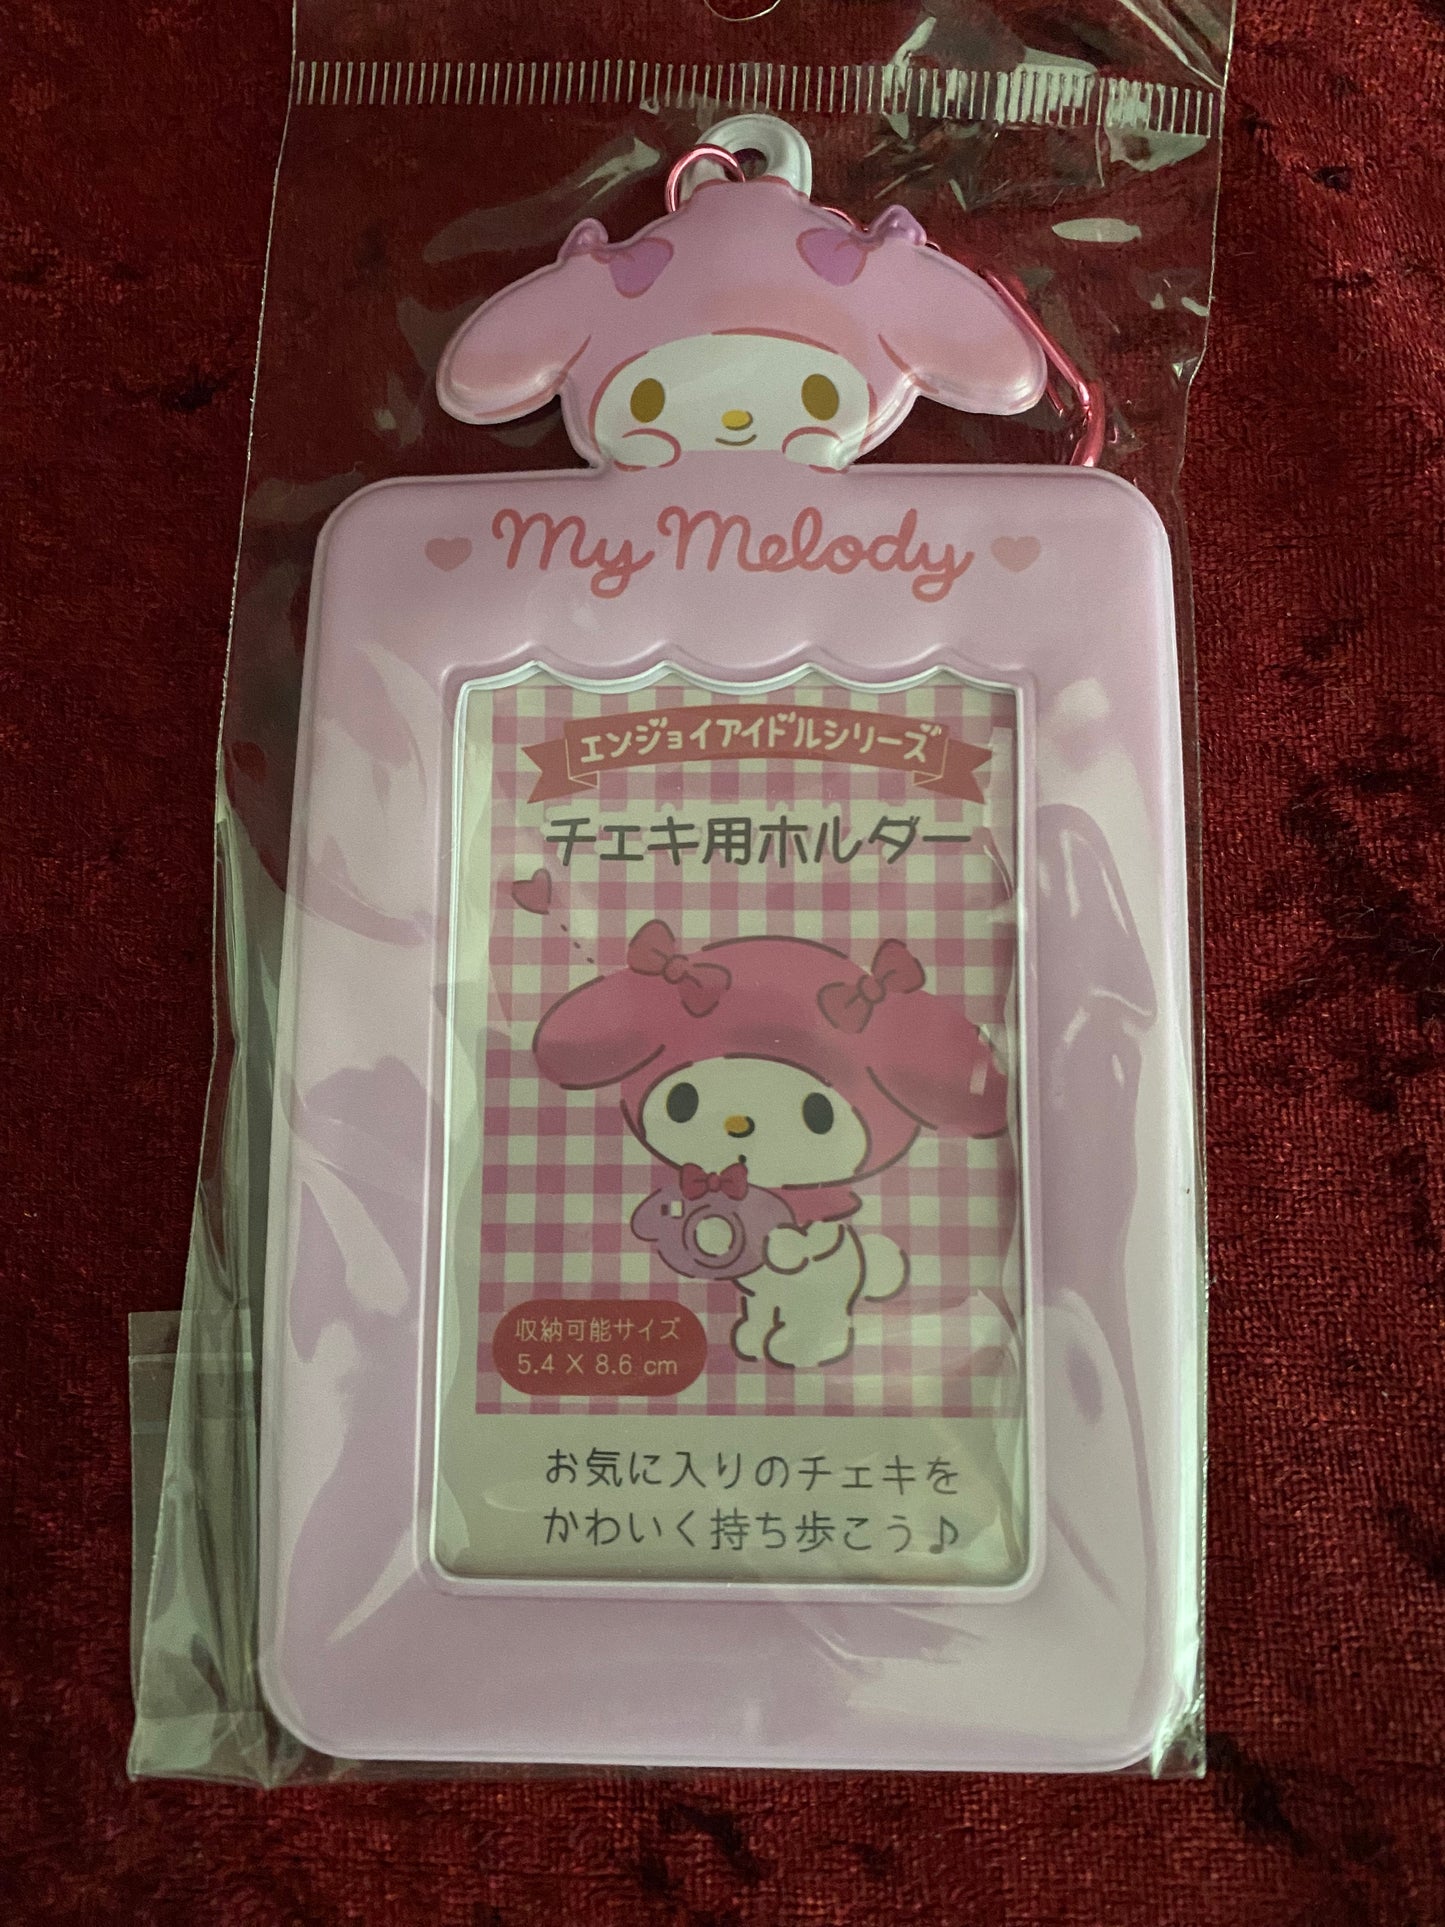 My Melody
エンジョイアイドルシリーズ
チェキ用ホルダー
収納可能サイズ
5.4 X 8.6 cm
お気に入りのチェキを
かわいく持ち歩こう♪